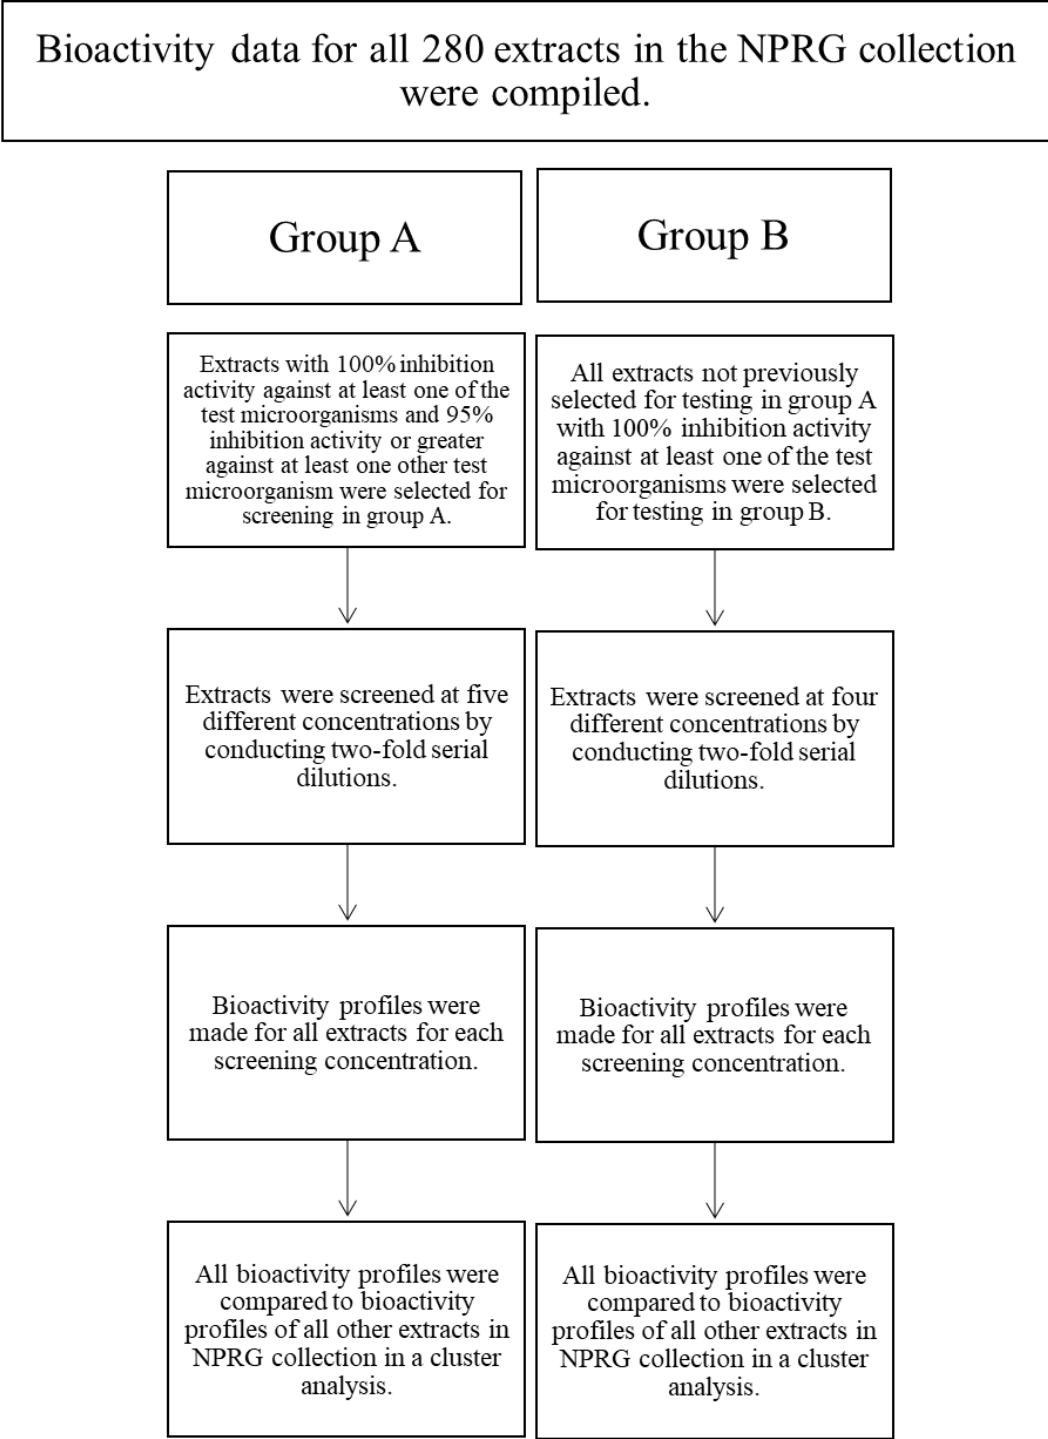 Bioactivity data for all 280 extracts in the NPRG collection
were compiled.
Group A
Group B
Extracts with 100% inhibition
activity against at least one of the
test microorganisms and 95%
inhibition activity or greater
against at least one other test
microorganism were selected for
screening in group A.
All extracts not previously
selected for testing in group A
with 100% inhibition activity
against at least one of the test
microorganisms were selected
for testing in group B.
Extracts were screened at five
different concentrations by
conducting two-fold serial
dilutions.
Extracts were screened at four
different concentrations by
conducting two-fold serial
dilutions.
Bioactivity profiles were
made for all extracts for each
screening concentration.
Bioactivity profiles were
made for all extracts for each
screening concentration.
All bioactivity profiles were
compared to bioactivity
profiles of all other extracts in
NPRG collection in a cluster
analysis.
All bioactivity profiles were
compared to bioactivity
profiles of all other extracts in
NPRG collection in a cluster
analysis.